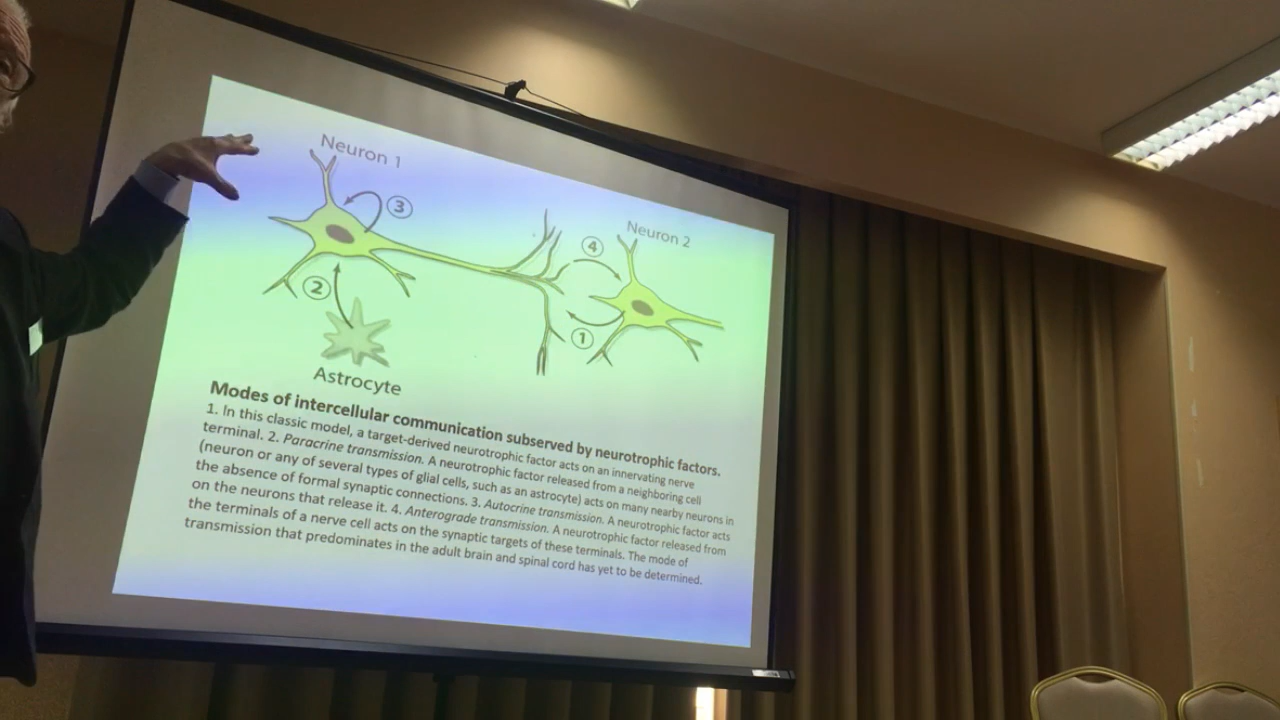 Neuron 1
3
4
Neuron 2
2
1
Astrocyte
Modes of intercellular communication subserved by neurotrophic factors.
1. In this classic model, a target-derived neurotrophic factor acts on an innervating nerve
terminal. 2. Paracrine transmission. A neurotrophic factor released from a neighboring cell
(neuron or any of several types of glial cells, such as an astrocyte) acts on many nearby neurons in
the absence of formal synaptic connections. 3. Autocrine transmission. A neurotrophic factor acts
on the neurons that release it. 4. Anterograde transmission. A neurotrophic factor released from
the terminals of a nerve cell acts on the synaptic targets of these terminals. The mode of
transmission that predominates in the adult brain and spinal cord has yet to be determined.